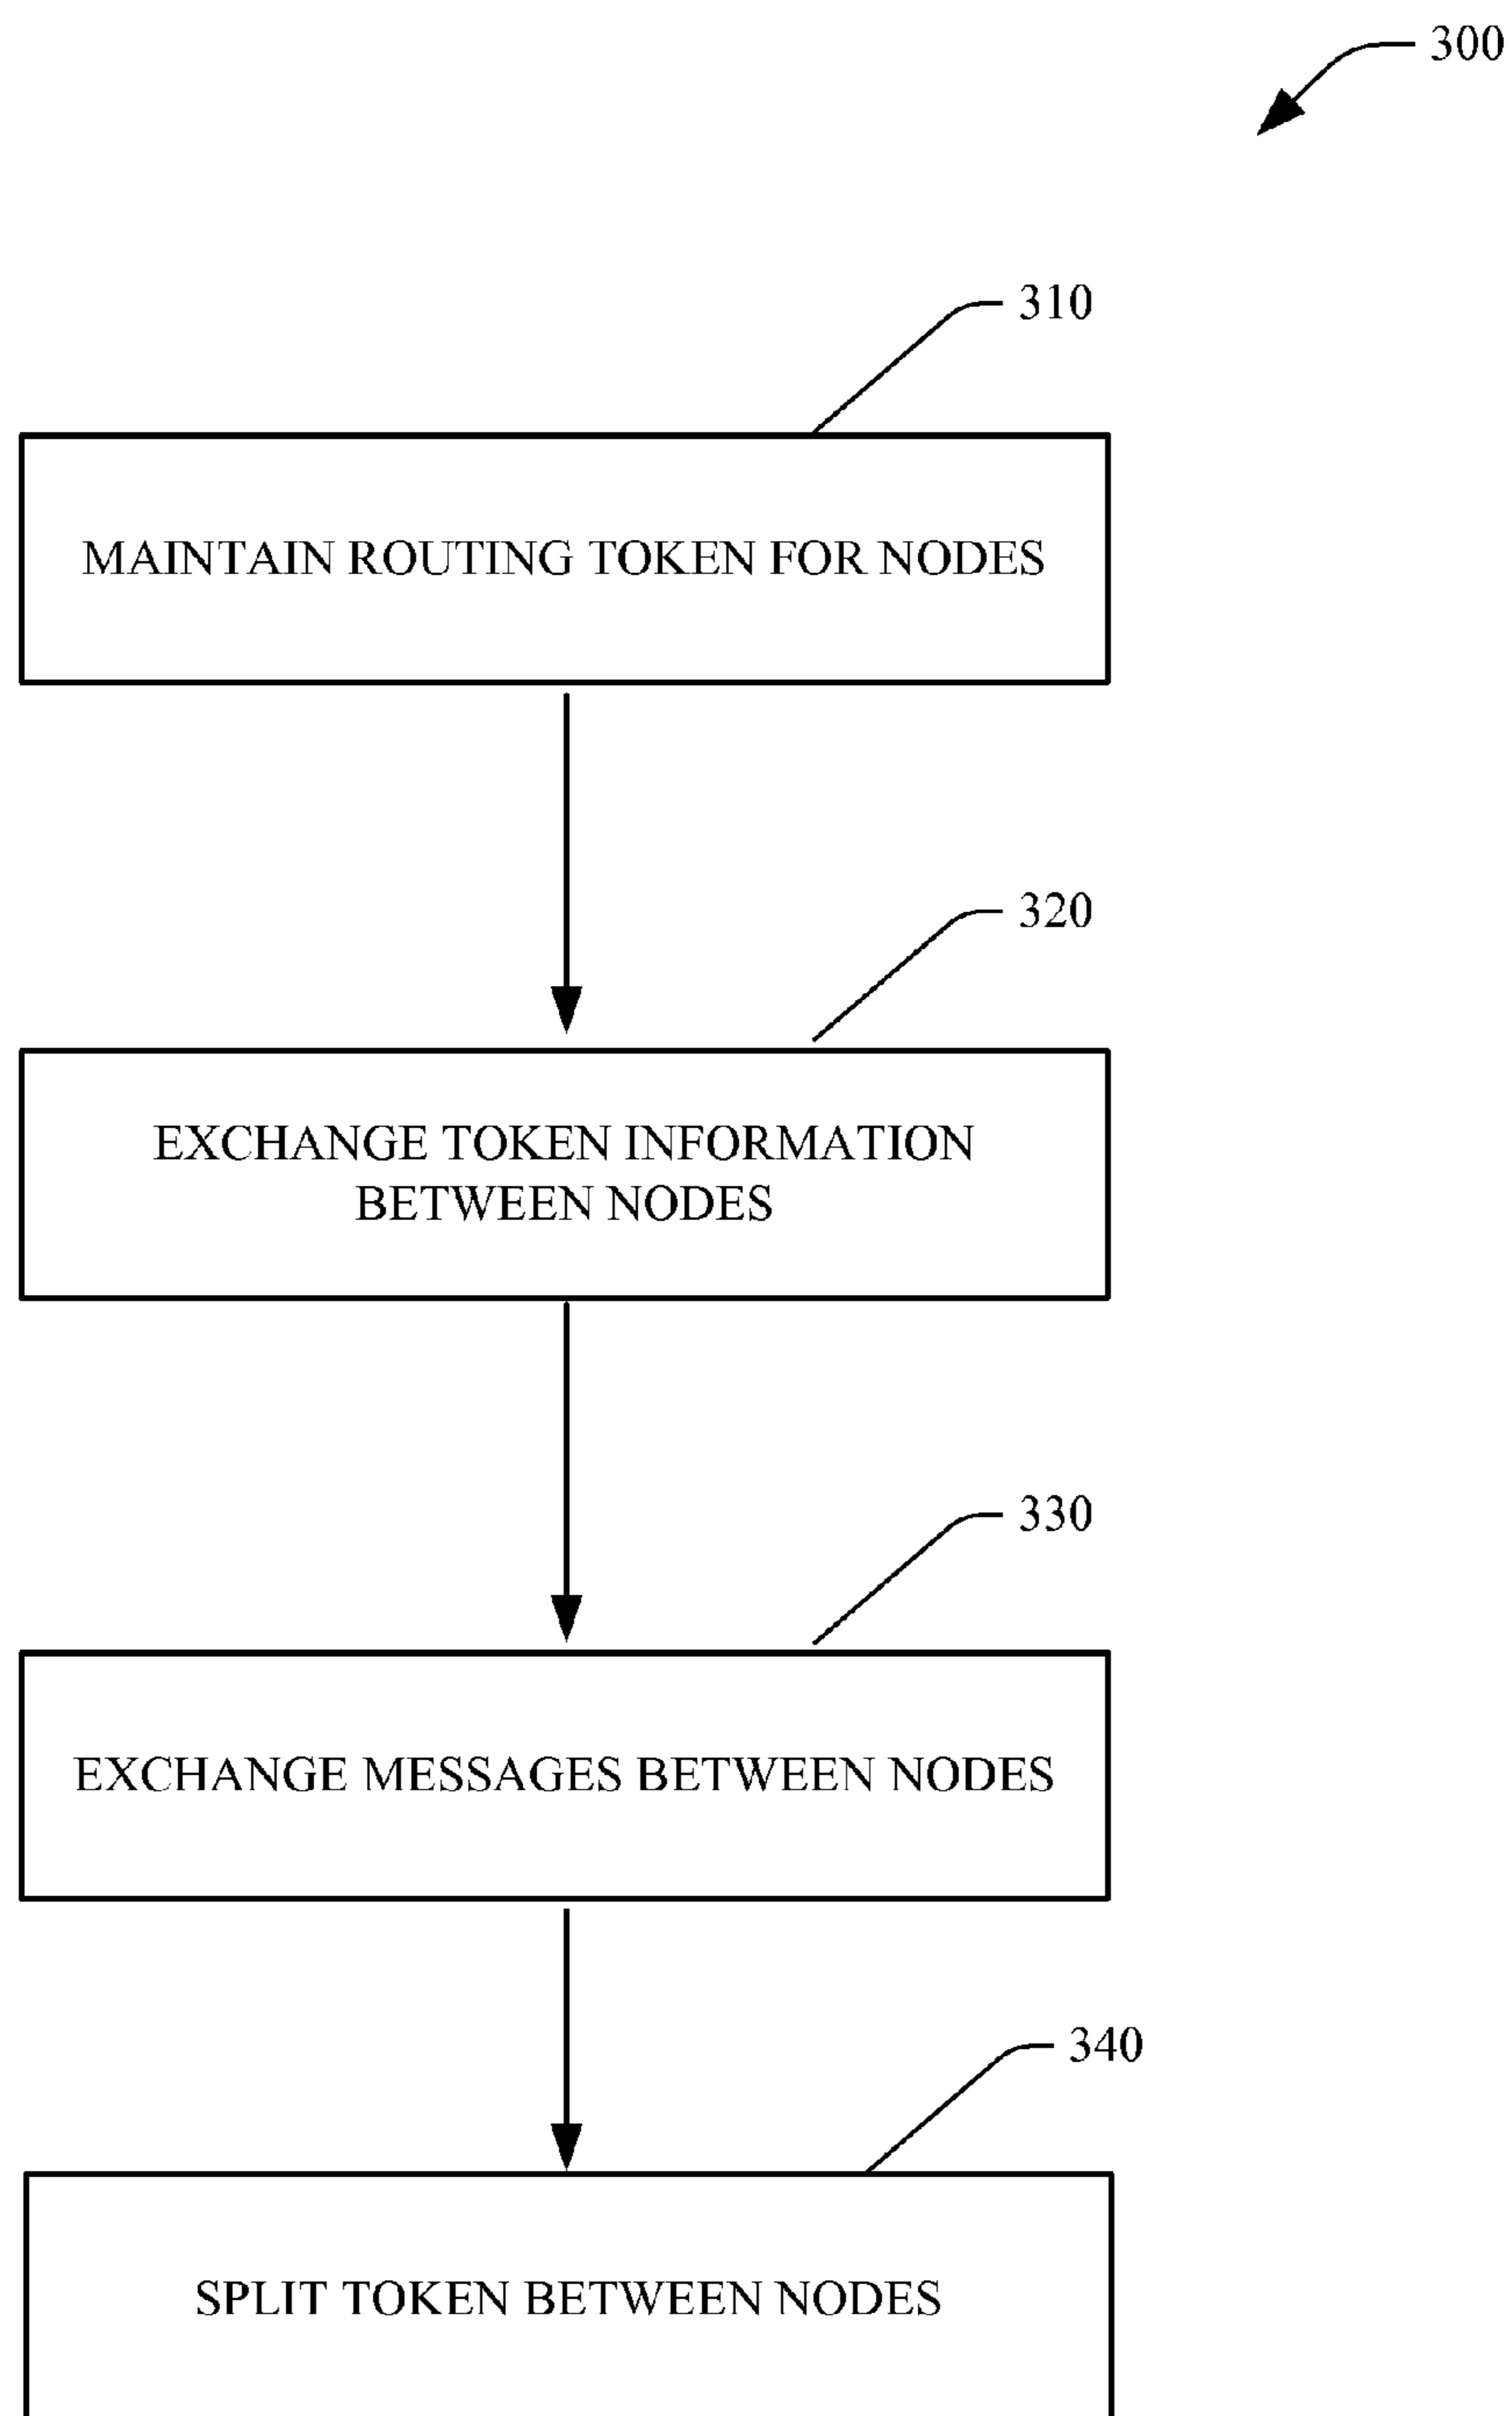 300
310
MAINTAIN ROUTING TOKEN FOR NODES
320
EXCHANGE TOKEN INFORMATION
BETWEEN NODES
330
EXCHANGE MESSAGES BETWEEN NODES
340
SPLIT TOKEN BETWEEN NODES